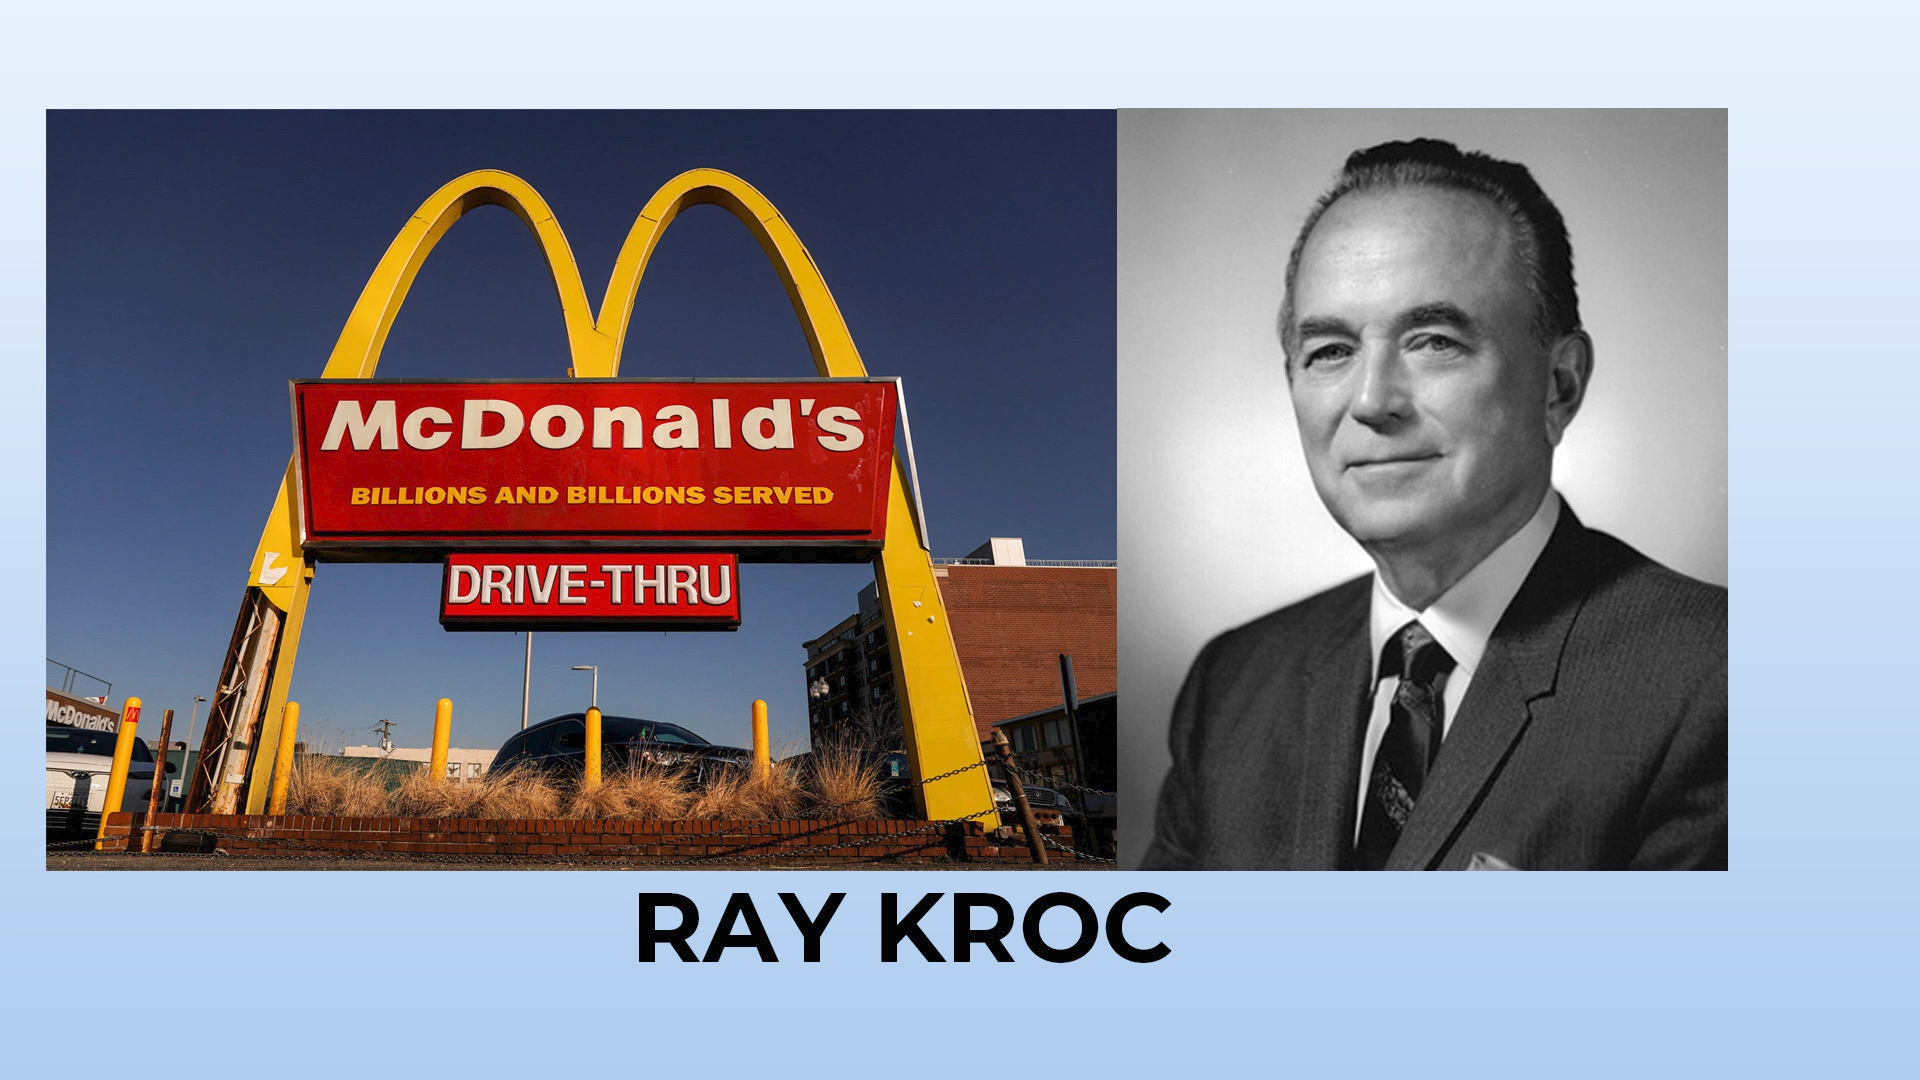 McDonald's
BILLIONS AND BILLIONS SERVED
DRIVE-THRU
McDonald's
RAY KROC